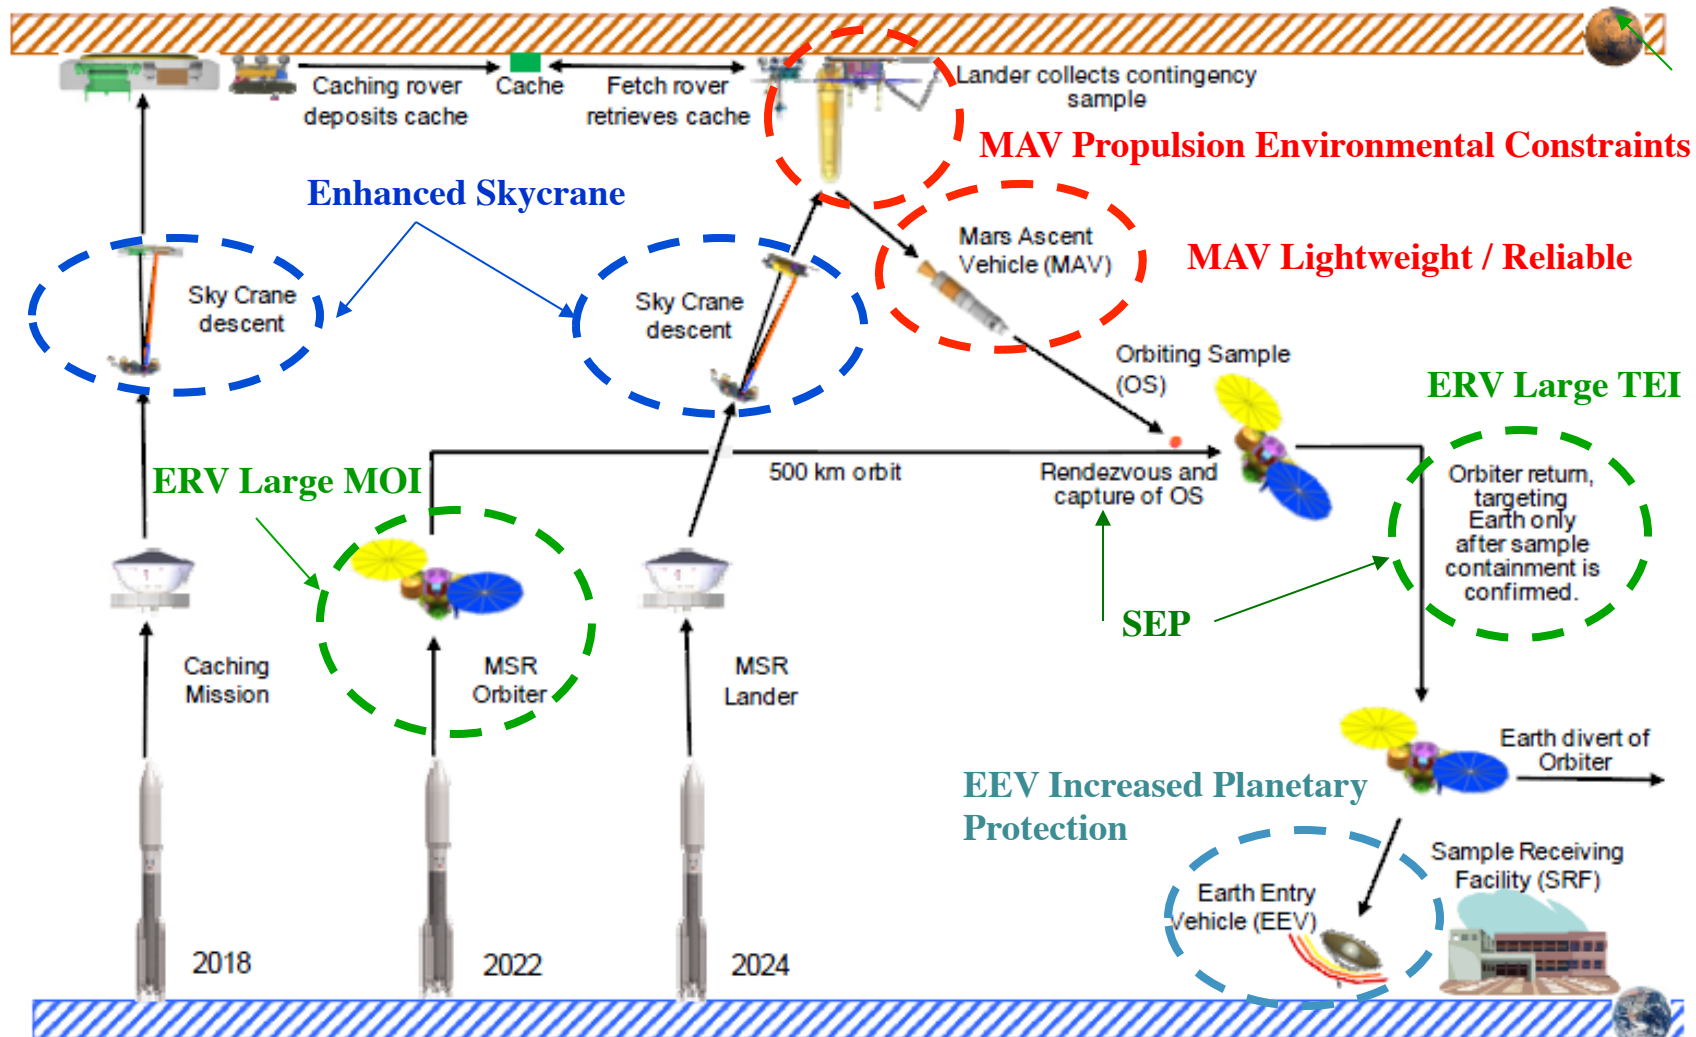 Caching rover
deposits cache
Cache
Fetch rover
retrieves cache
Lander collects contingency
sample
MAV Propulsion Environmental Constraints
Enhanced Skycrane
Mars Ascent
Vehicle (MAV)
MAV Lightweight / Reliable
Sky Crane
descent
Sky Crane
descent
Orbiting Sample
(OS)
ERV Large TEI
ERV Large MOI
500 km orbit
Rendezvous and
capture of OS
Orbiter return,
targeting
Earth only
after sample
containment is
confirmed.
SEP
Caching
Mission
MSR
Orbiter
MSR
Lander
Earth divert of
Orbiter
EEV Increased Planetary
Protection
Sample Receiving
Facility (SRF)
Earth Entry
Vehicle (EEV)
2018
2022
2024